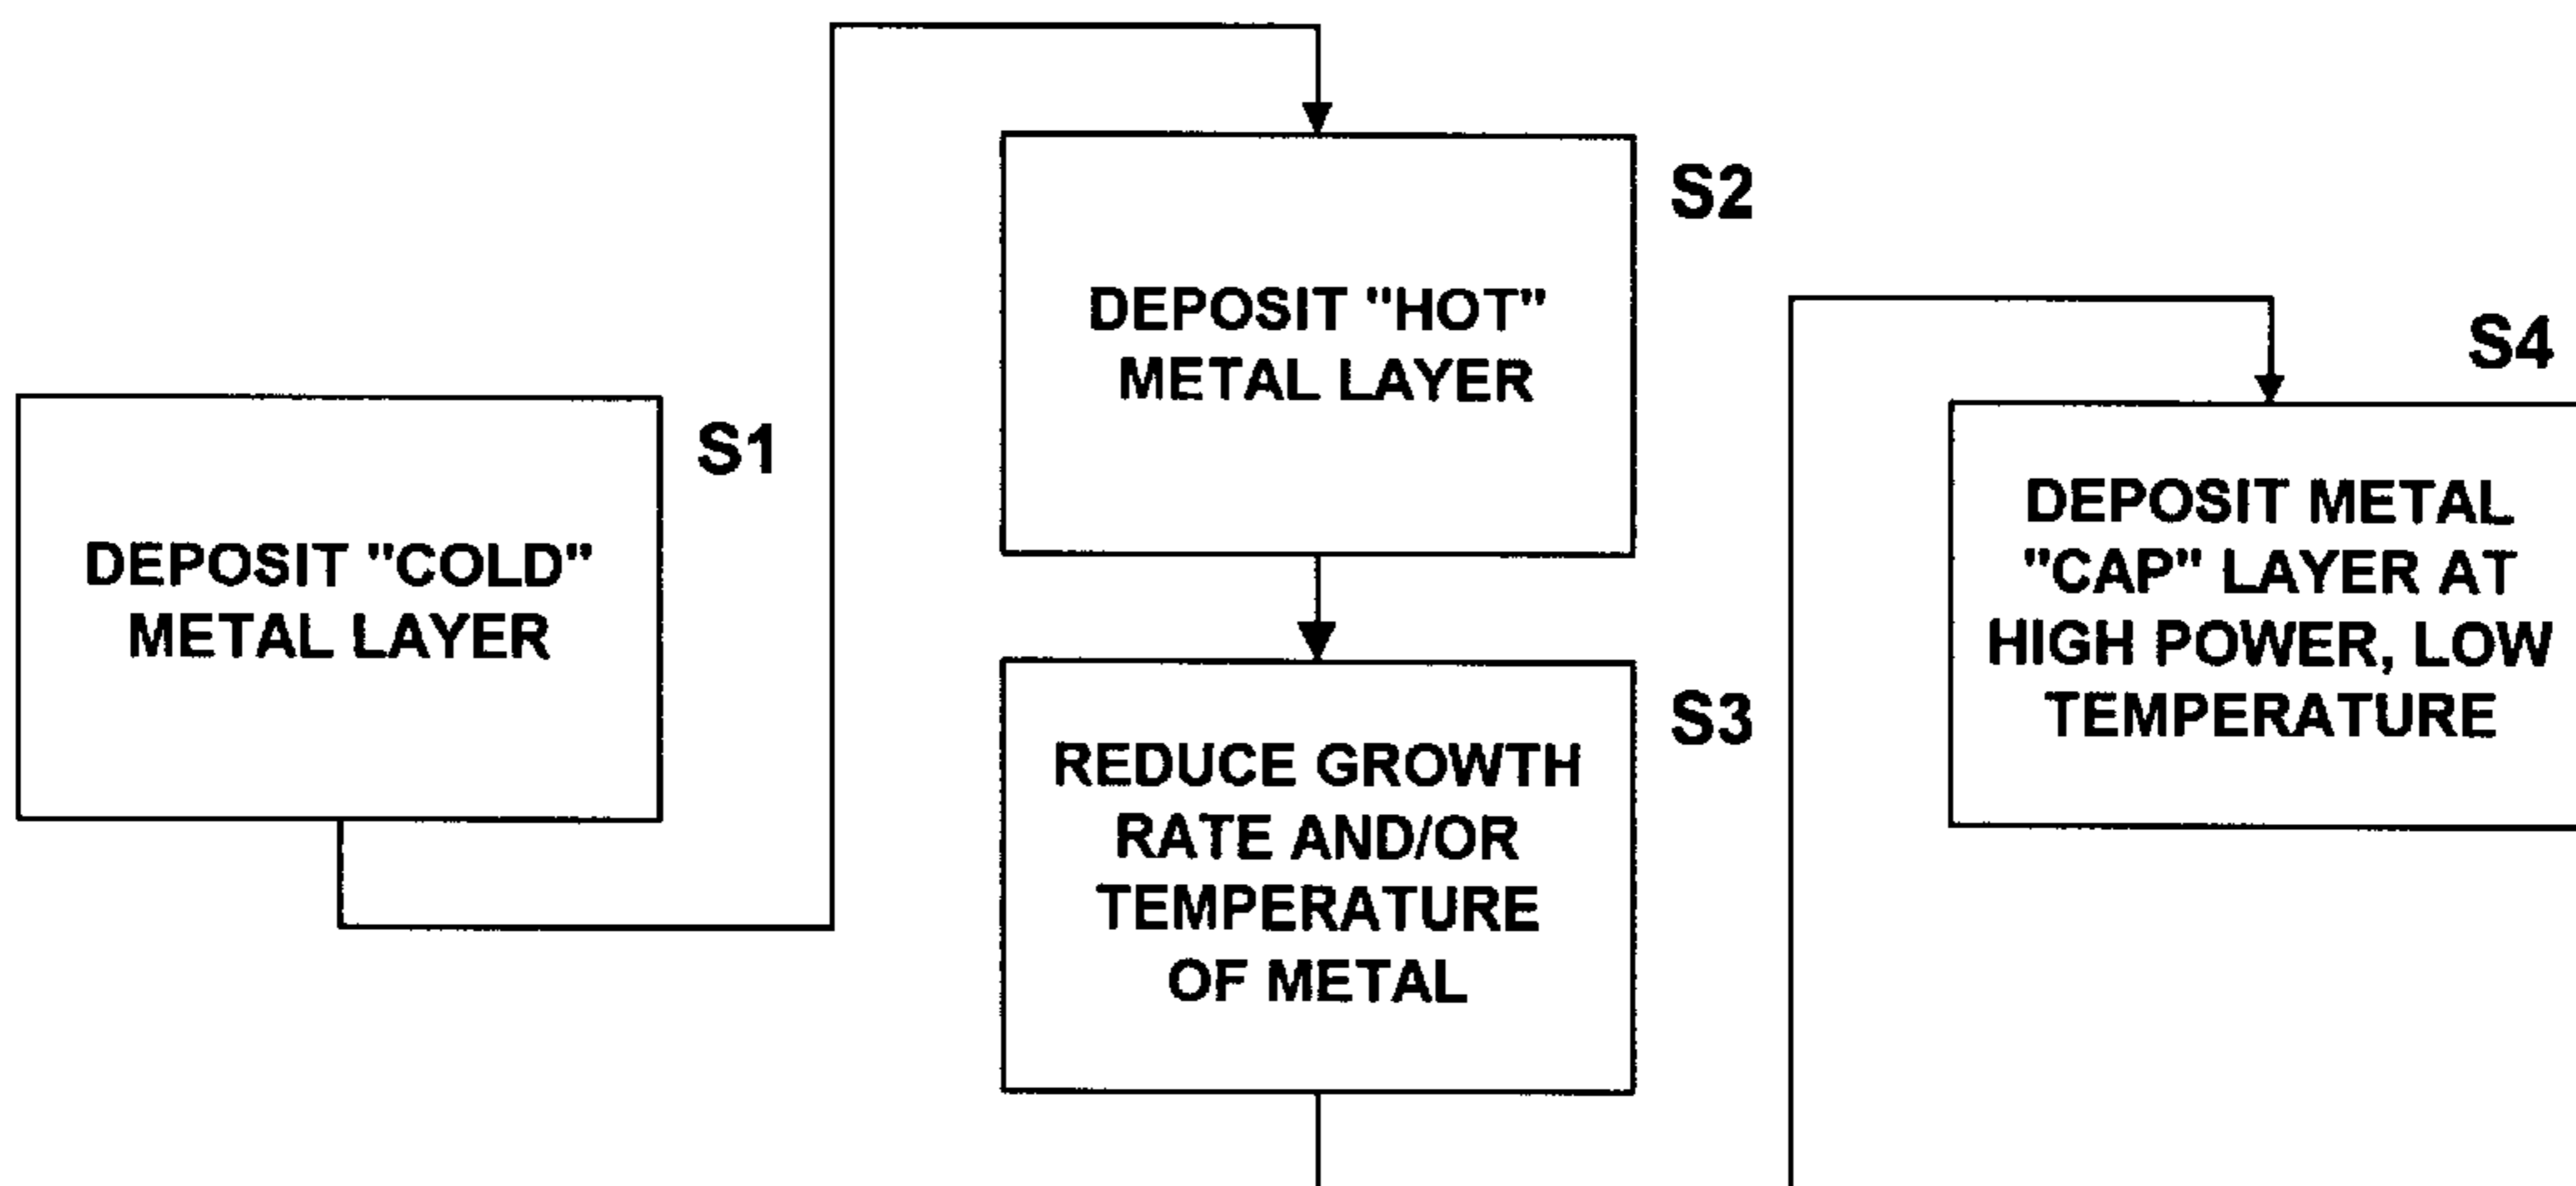 S1
DEPOSIT "COLD"
METAL LAYER
S2
DEPOSIT "HOT"
METAL LAYER
S3
REDUCE GROWTH
RATE AND/OR
TEMPERATURE
OF METAL
S4
DEPOSIT METAL
"CAP" LAYER AT
HIGH POWER, LOW
TEMPERATURE